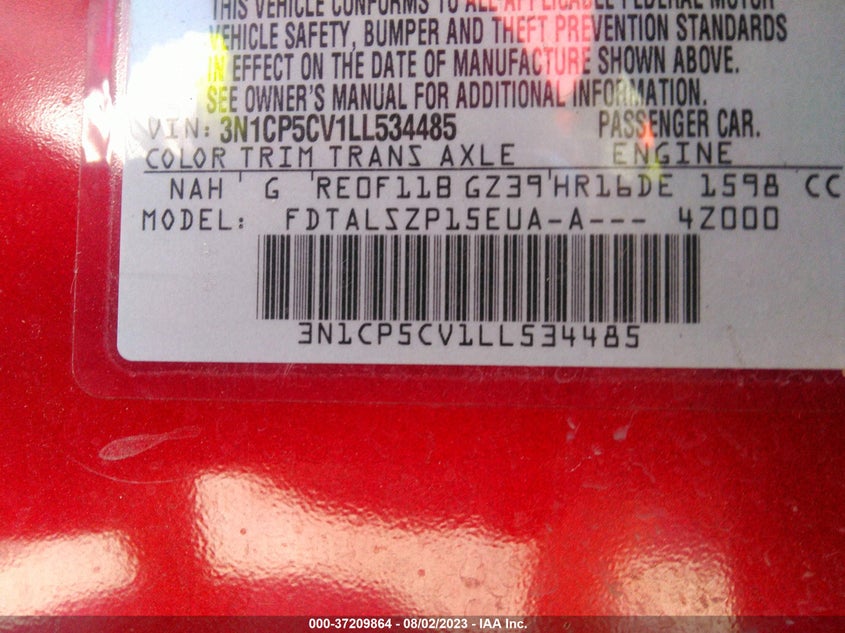 THIS VEHICLE CONFORMS TO ALL APPLICABLE FEDERAL MOTOR
VEHICLE SAFETY, BUMPER AND THEFT PREVENTION STANDARDS
IN EFFECT ON THE DATE OF MANUFACTURE SHOWN ABOVE.
SEE OWNER'S MANUAL FOR ADDITIONAL INFORMATION.
VIN: 3N1CP5CV1LL534485 PASSENGER CAR.
COLOR TRIM TRANS AXLE ENGINE
NAH G RE0F11B GZ39 HR16DE 1598 CC
MODEL: FDTALSZP15EUA-A--- 4Z000
3N1CP5CV1LL534485
000-37209864 - 08/02/2023 - IAA Inc.